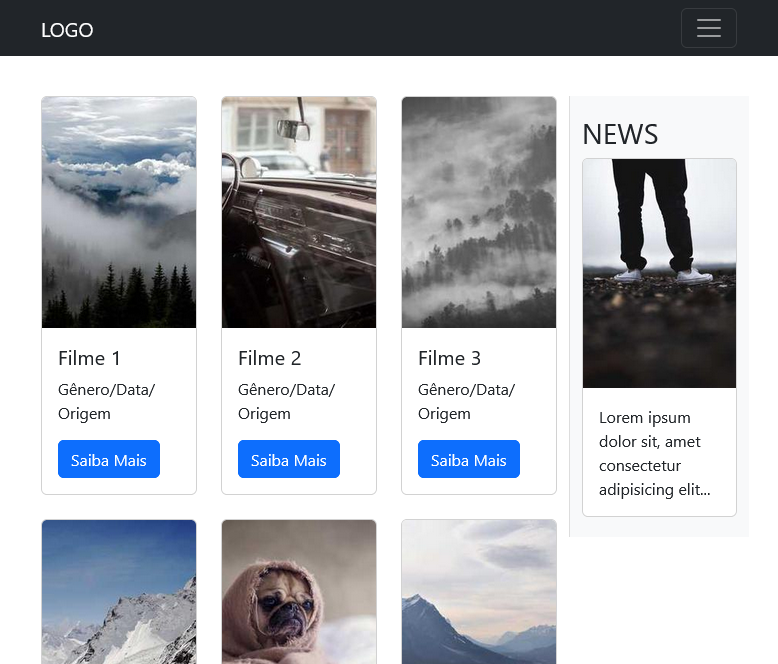 LOGO
Filme 1
Gênero/Data/
Origem
Saiba Mais
Filme 2
Gênero/Data/
Origem
Saiba Mais
Filme 3
Gênero/Data/
Origem
Saiba Mais
NEWS
Lorem ipsum
dolor sit, amet
consectetur
adipisicing elit...